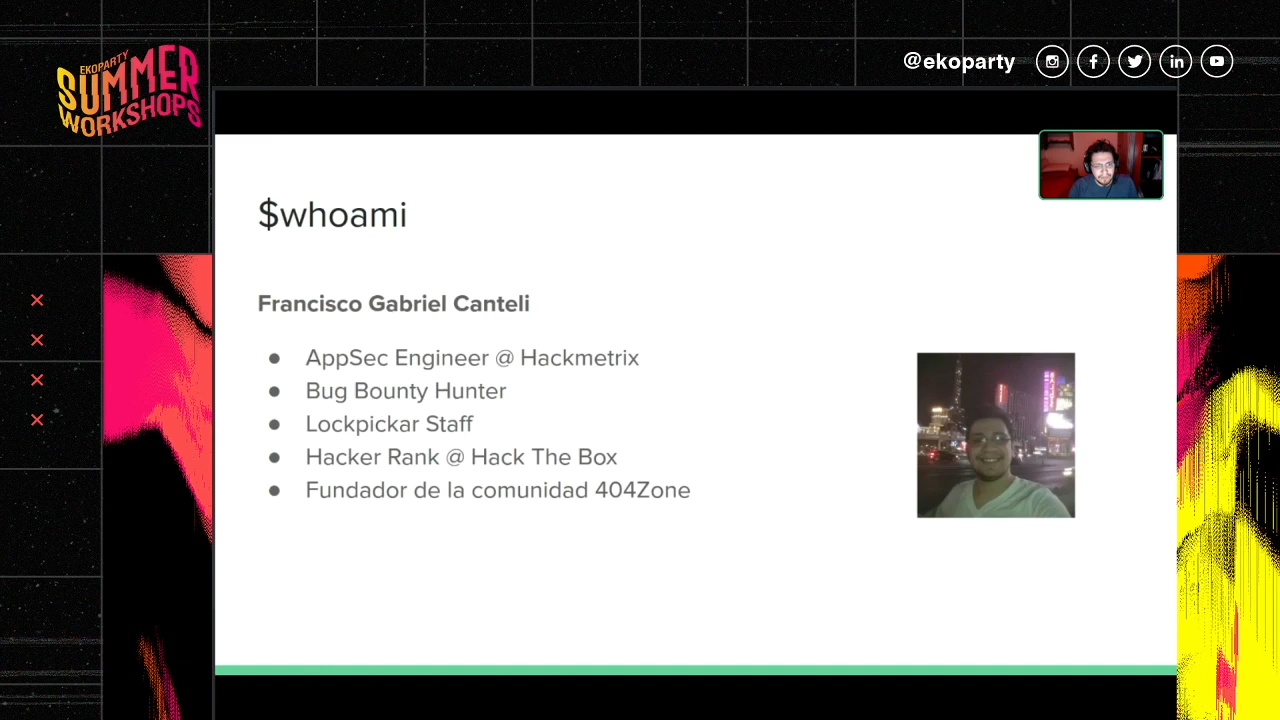 EKOPARTY
SUMMER
WORKSHOPS
@ekoparty
$whoami
Francisco Gabriel Canteli
● AppSec Engineer @ Hackmetrix
● Bug Bounty Hunter
● Lockpickar Staff
● Hacker Rank @ Hack The Box
● Fundador de la comunidad 404Zone